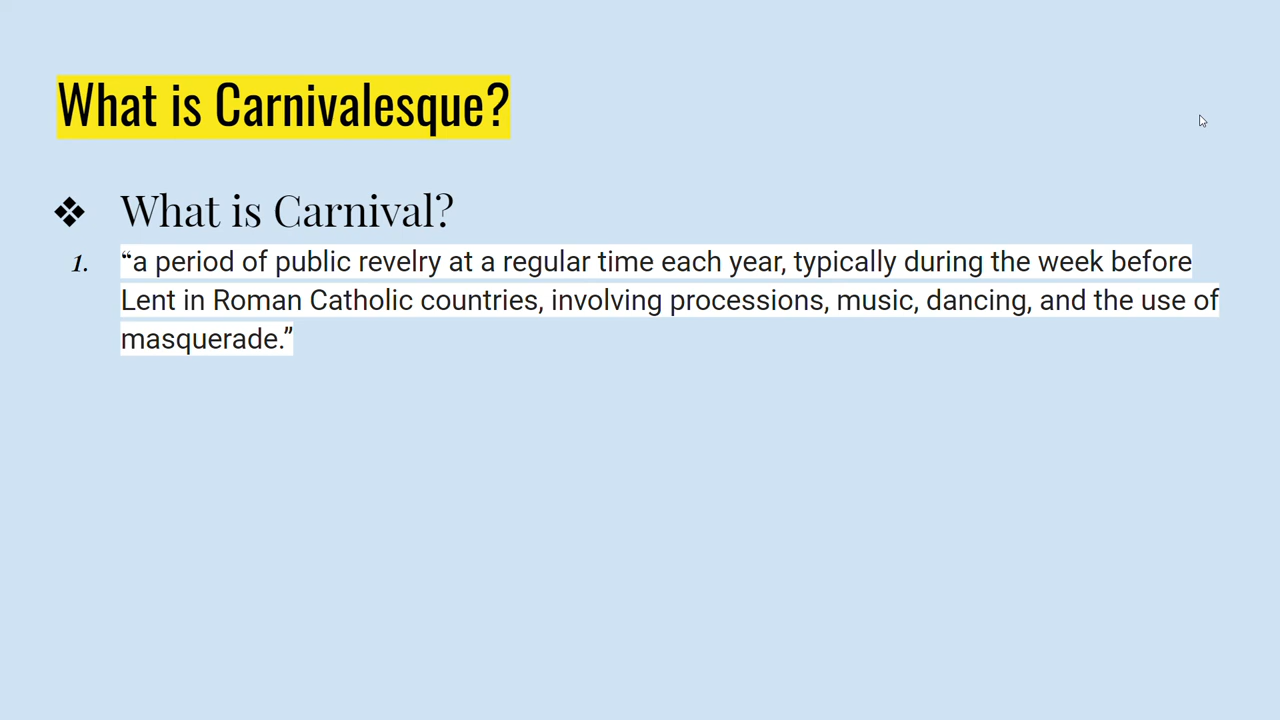 What is Carnivalesque?
❖ What is Carnival?
1. “a period of public revelry at a regular time each year, typically during the week before
Lent in Roman Catholic countries, involving processions, music, dancing, and the use of
masquerade.”